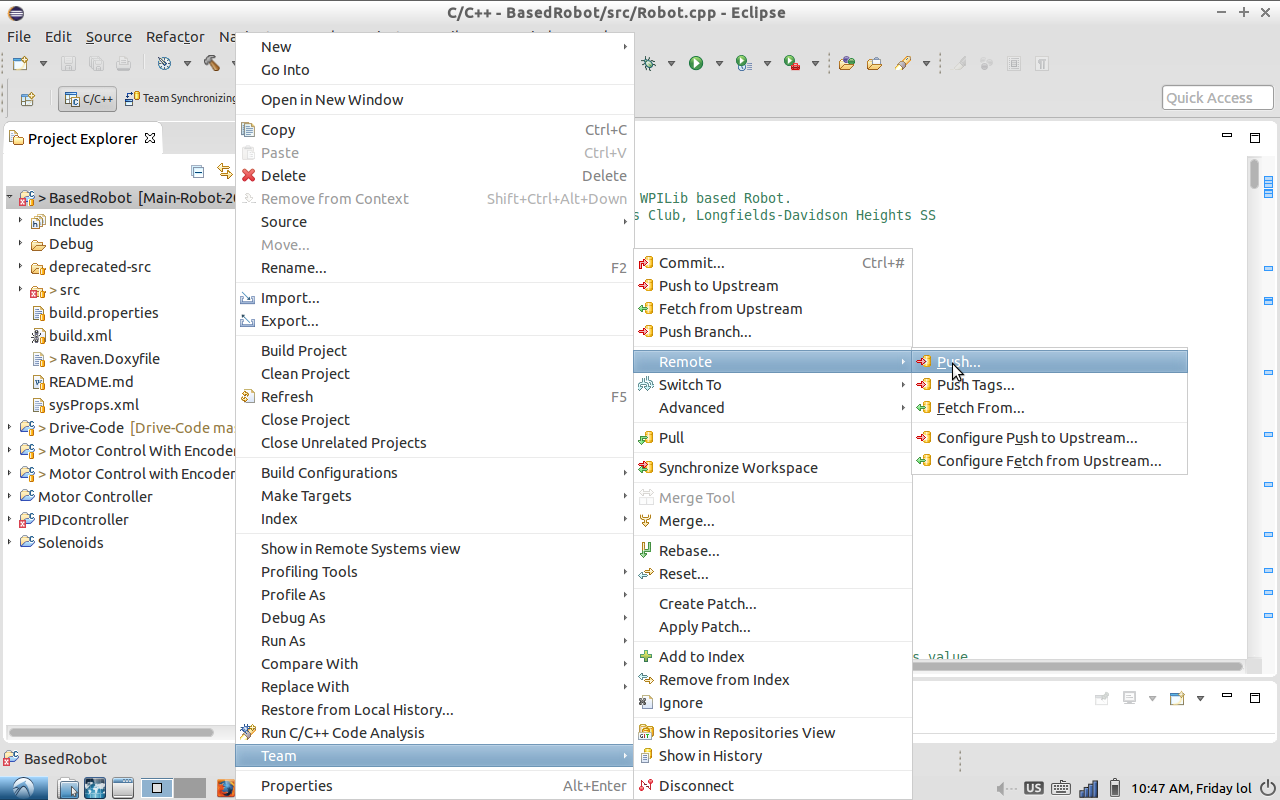 C/C++ - BasedRobot/src/Robot.cpp - Eclipse
File Edit Source Refactor Na
C/C++ Team Synchronizing Quick Access
Project Explorer
> BasedRobot [Main-Robot-20
Includes
Debug
deprecated-src
> src
build.properties
build.xml
> Raven.Doxyfile
README.md
sysProps.xml
> Drive-Code [Drive-Code mas
> Motor Control With Encoder
> Motor Control with Encoder
Motor Controller
PIDcontroller
Solenoids
New
Go Into
Open in New Window
Copy Ctrl+C
Paste Ctrl+V
Delete Delete
Remove from Context Shift+Ctrl+Alt+Down
Source
Move...
Rename... F2
Import...
Export...
Build Project
Clean Project
Refresh F5
Close Project
Close Unrelated Projects
Build Configurations
Make Targets
Index
Show in Remote Systems view
Profiling Tools
Profile As
Debug As
Run As
Compare With
Replace With
Restore from Local History...
Run C/C++ Code Analysis
Team
Properties Alt+Enter
WPILib based Robot.
s Club, Longfields-Davidson Heights SS
Commit... Ctrl+#
Push to Upstream
Fetch from Upstream
Push Branch...
Remote
Switch To
Advanced
Pull
Synchronize Workspace
Merge Tool
Merge...
Rebase...
Reset...
Create Patch...
Apply Patch...
Add to Index
Remove from Index
Ignore
Show in Repositories View
Show in History
Disconnect
Push...
Push Tags...
Fetch From...
Configure Push to Upstream...
Configure Fetch from Upstream...
s value
BasedRobot
US 10:47 AM, Friday lol